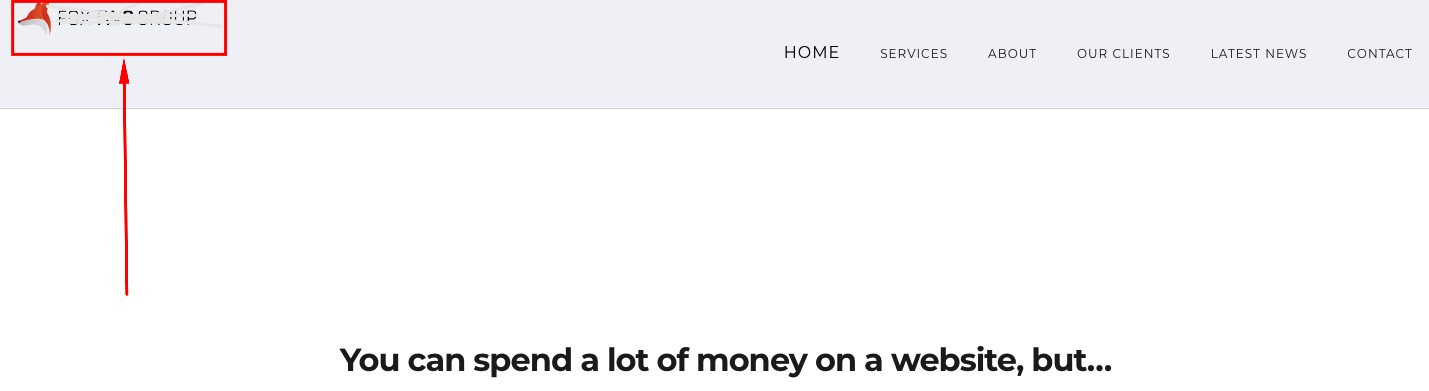 FOX GROUP
HOME SERVICES ABOUT OUR CLIENTS LATEST NEWS CONTACT
You can spend a lot of money on a website, but...